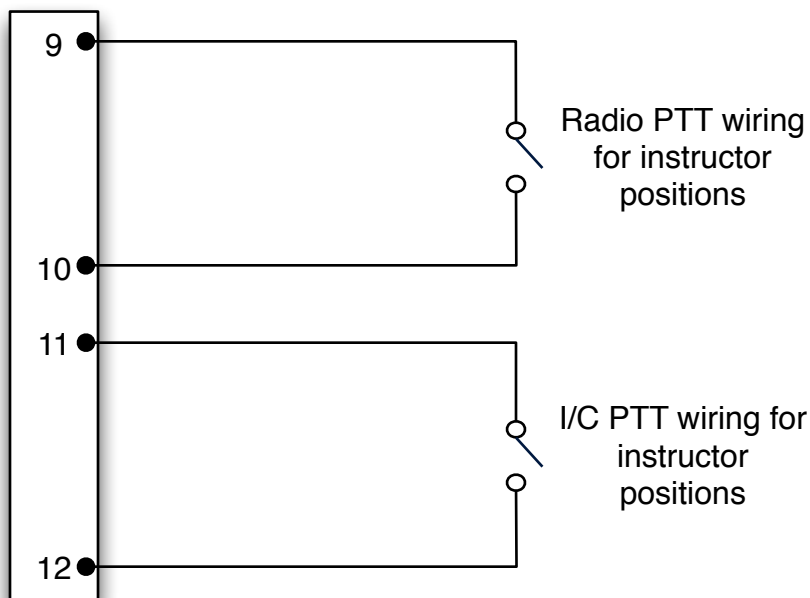 9
Radio PTT wiring
for instructor
positions
10
11
I/C PTT wiring for
instructor
positions
12